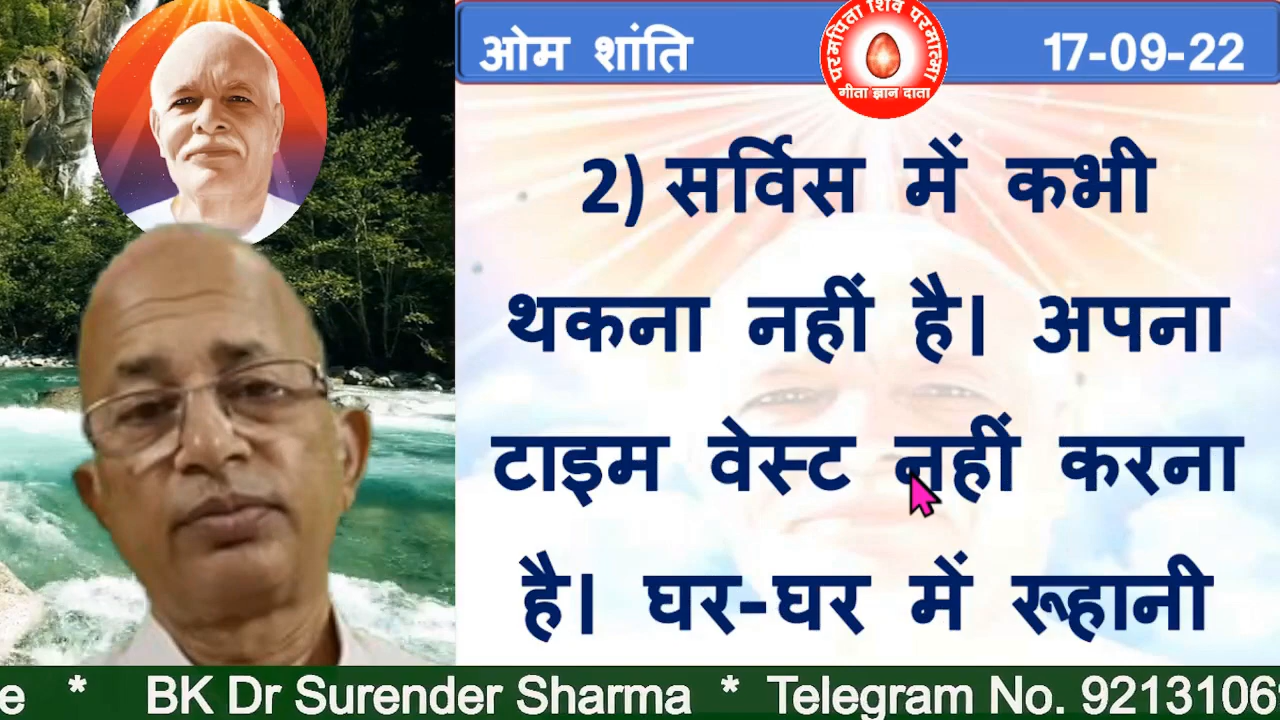 ओम शांति
परमपिता शिव परमात्मा
गीता ज्ञान दाता
17-09-22
2) सर्विस में कभी
थकना नहीं है। अपना
टाइम वेस्ट नहीं करना
है। घर-घर में रूहानी
e * BK Dr Surender Sharma * Telegram No. 9213106